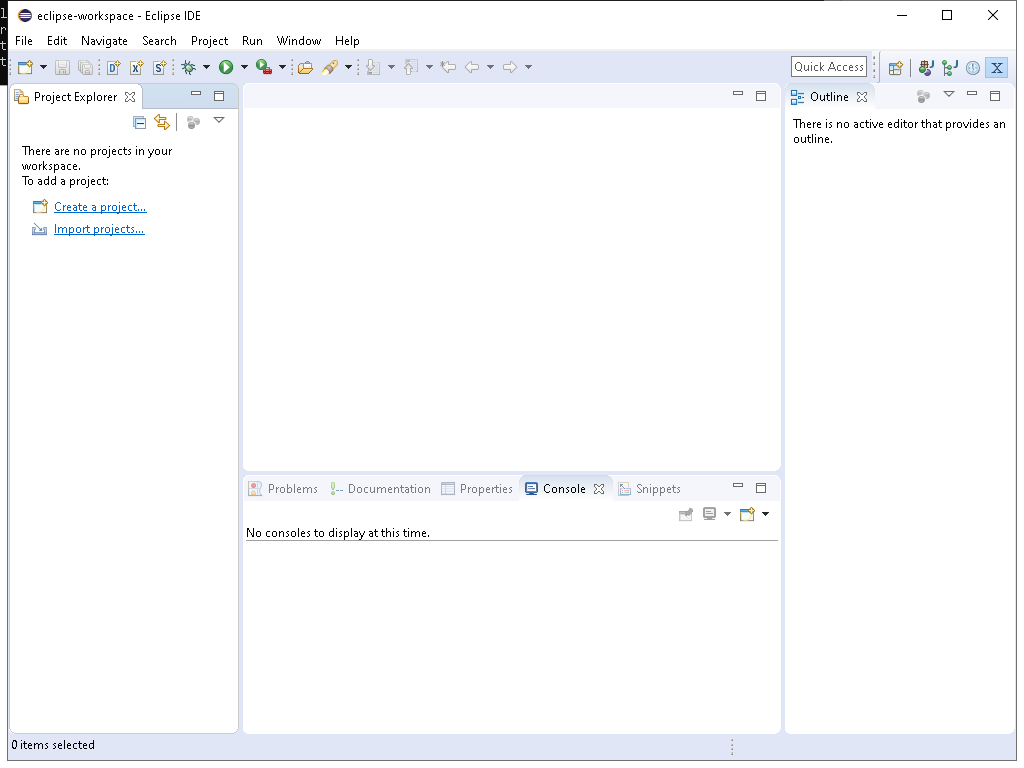 eclipse-workspace - Eclipse IDE
File Edit Navigate Search Project Run Window Help
Quick Access
Project Explorer
There are no projects in your
workspace.
To add a project:
Create a project...
Import projects...
Outline
There is no active editor that provides an
outline.
Problems Documentation Properties Console Snippets
No consoles to display at this time.
0 items selected